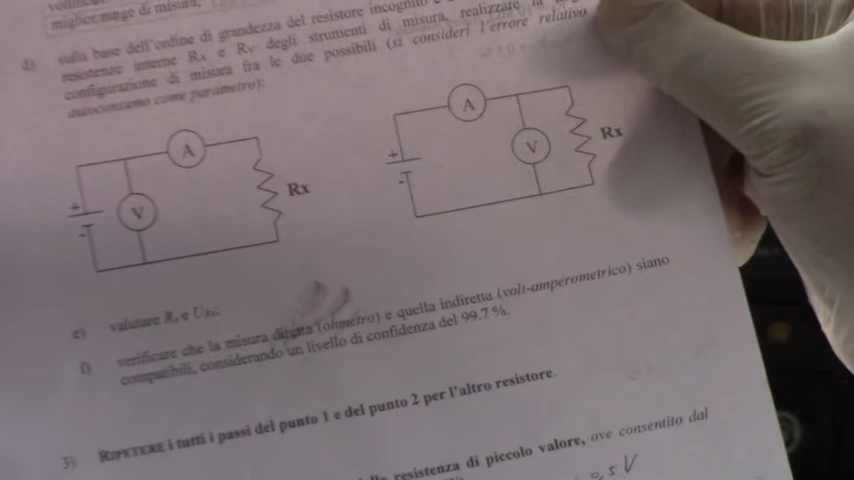 miglior range di misura;
d) sulla base dell'ordine di grandezza del resistore incognito e
resistenze interne RA e RV degli strumenti di misura, realizzare la
configurazione di misura fra le due possibili (si consideri l'errore relativo
autoconsumo come parametro):
A
V
+
-
Rx
A
V
+
-
Rx
e) valutare Rx e URx;
f) verificare che la misura diretta (ohmetro) e quella indiretta (volt-amperometrico) siano
compatibili, considerando un livello di confidenza del 99.7 %.
3) RIPETERE i tutti i passi del punto 1 e del punto 2 per l'altro resistore.
resistenza di piccolo valore, ove consentito dal
0,5 V